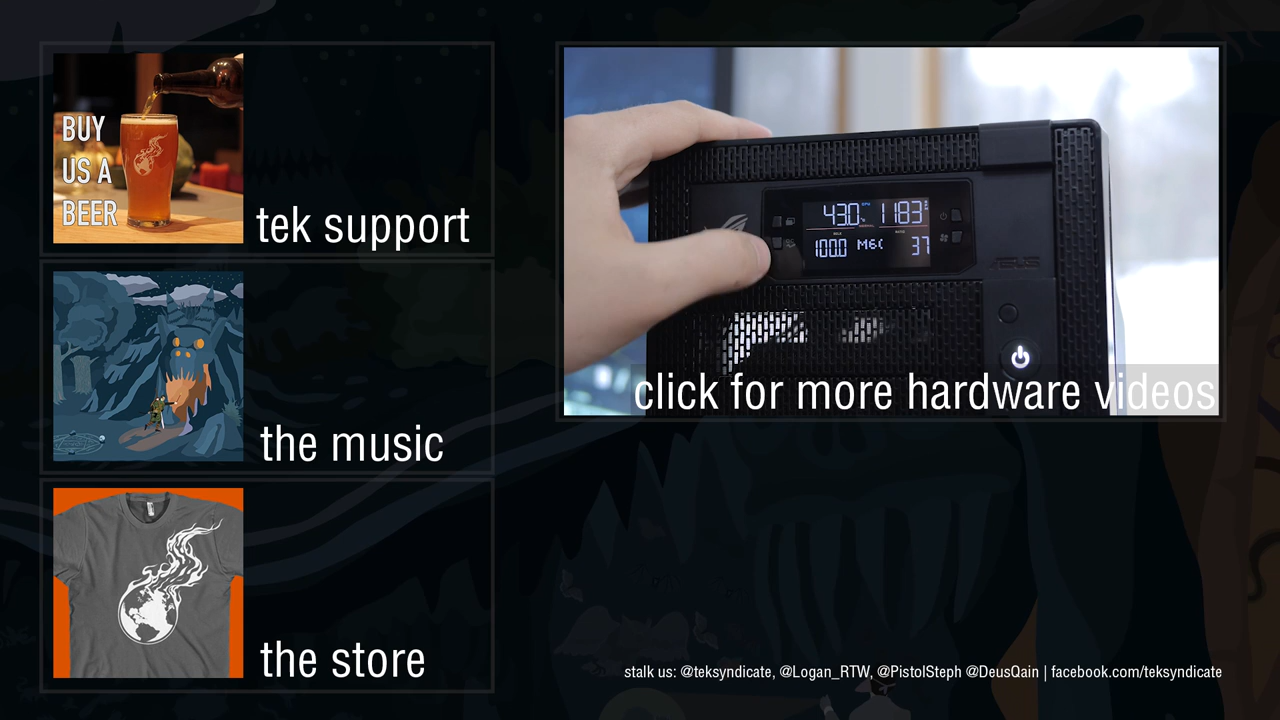 BUY
US A
BEER
tek support
the music
the store
430
1183
100.0
37
ASUS
click for more hardware videos
stalk us: @teksyndicate, @Logan_RTW, @PistolSteph @DeusQain | facebook.com/teksyndicate